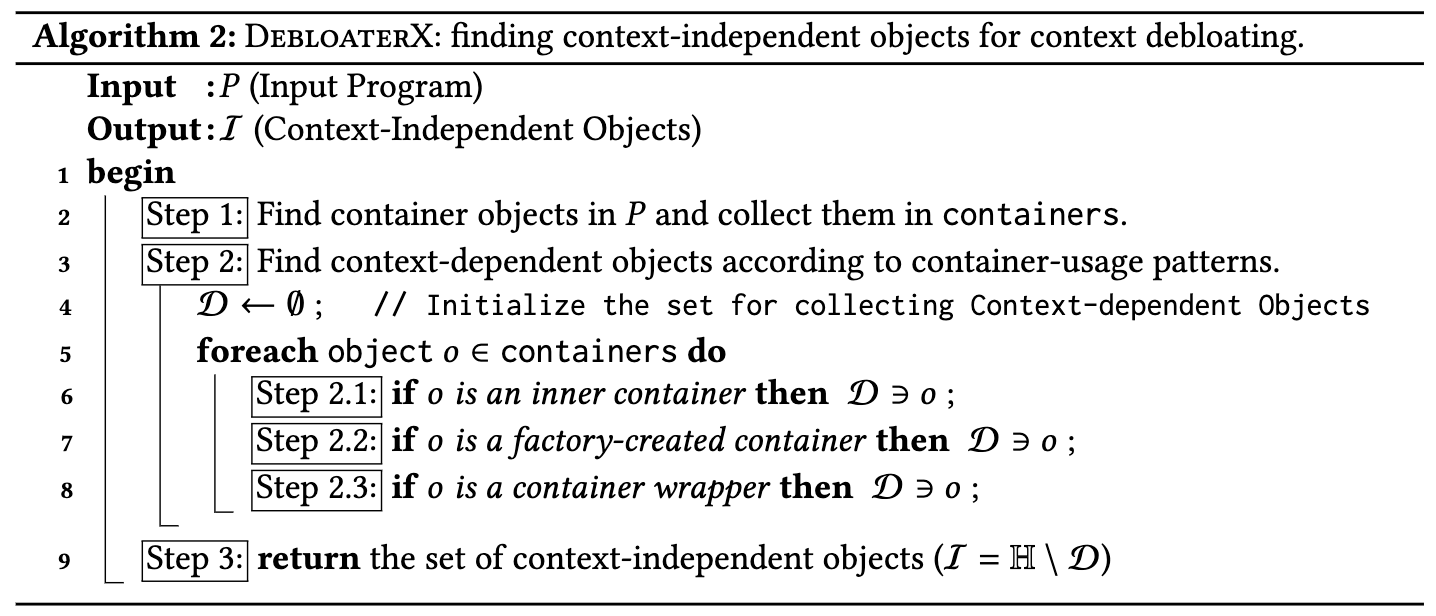 Algorithm 2: DEBLOATERX: finding context-independent objects for context debloating.
Input : P (Input Program)
Output: 𝓘 (Context-Independent Objects)
1 begin
2 Step 1: Find container objects in P and collect them in containers.
3 Step 2: Find context-dependent objects according to container-usage patterns.
4 𝓓 ← ∅ ; // Initialize the set for collecting Context-dependent Objects
5 foreach object o ∈ containers do
6 Step 2.1: if o is an inner container then 𝓓 ∋ o ;
7 Step 2.2: if o is a factory-created container then 𝓓 ∋ o ;
8 Step 2.3: if o is a container wrapper then 𝓓 ∋ o ;
9 Step 3: return the set of context-independent objects (𝓘 = ℍ \ 𝓓)